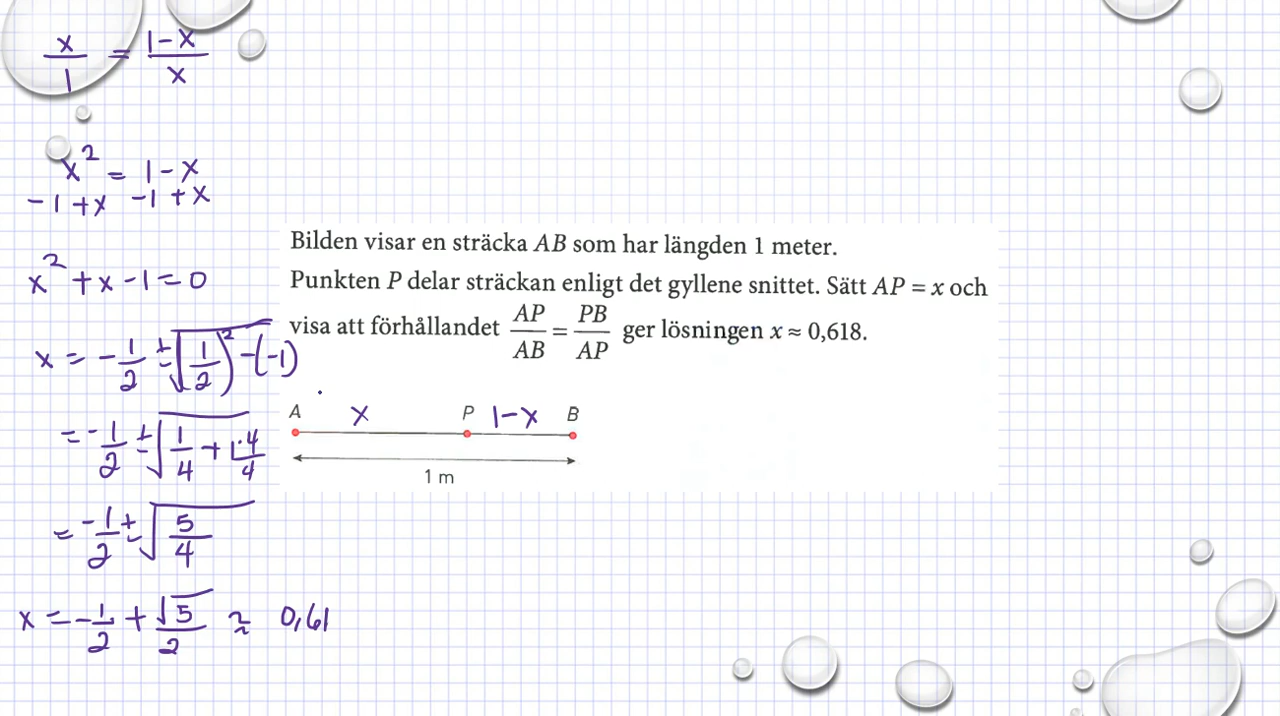 x/1 = 1-x/x
x² = 1-x
-1+x -1+x
x²+x-1=0
x = -1/2 ± √(1/2)² -(-1)
= -1/2 ± √1/4 + 1·4/4
= -1/2 ± √5/4
x = -1/2 + √5/2 ≈ 0,61
Bilden visar en sträcka AB som har längden 1 meter.
Punkten P delar sträckan enligt det gyllene snittet. Sätt AP = x och
visa att förhållandet AP/AB = PB/AP ger lösningen x ≈ 0,618.
A x P 1-x B
1 m